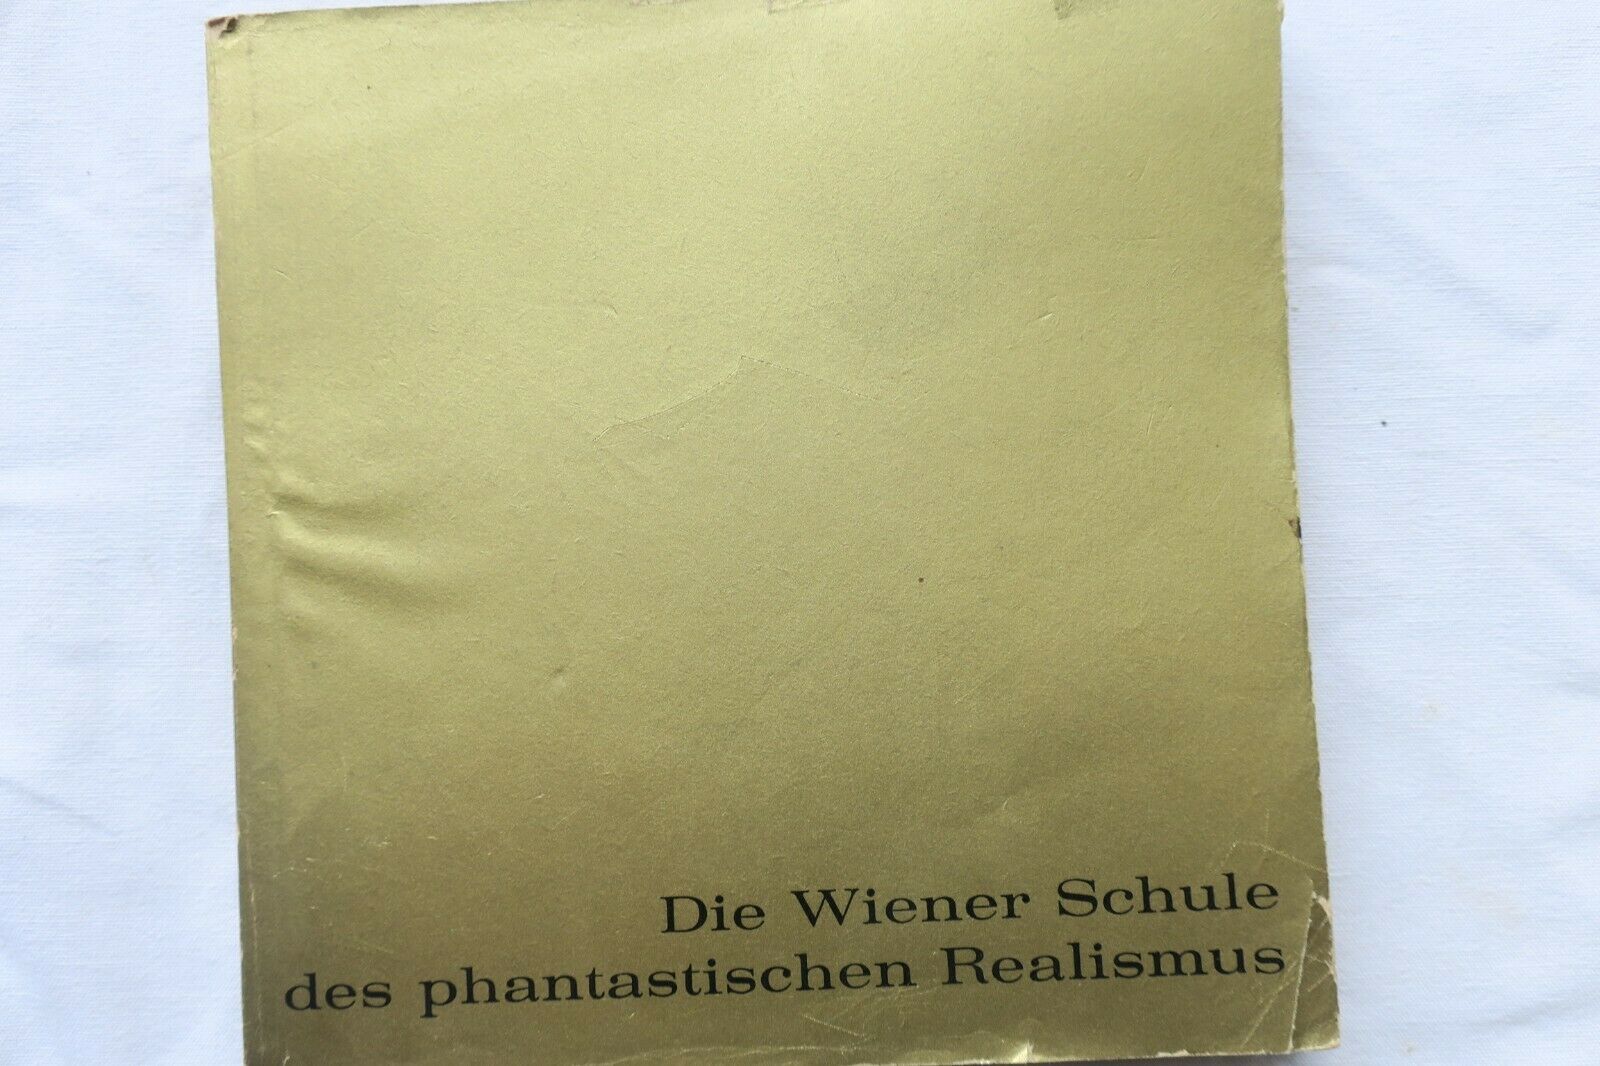 Die Wiener Schule
des phantastischen Realismus